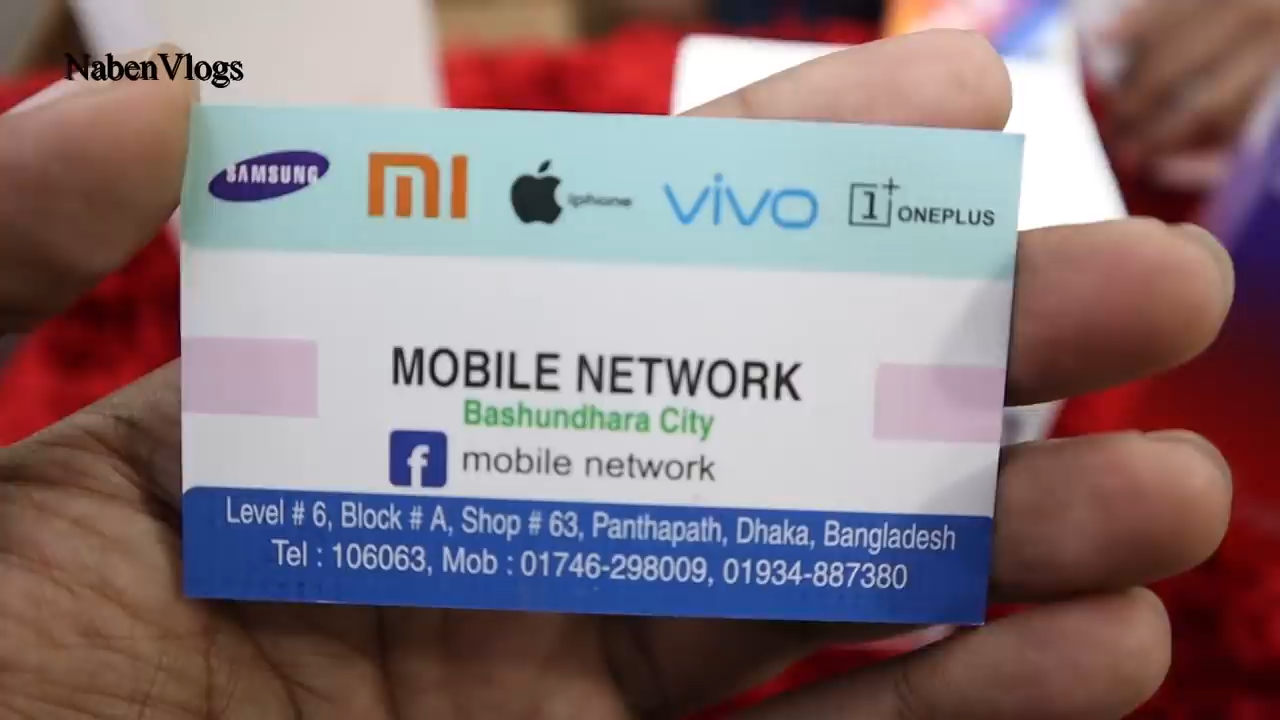 NabenVlogs
SAMSUNG mi iphone vivo 1+ ONEPLUS
MOBILE NETWORK
Bashundhara City
f mobile network
Level # 6, Block # A, Shop # 63, Panthapath, Dhaka, Bangladesh
Tel : 106063, Mob : 01746-298009, 01934-887380